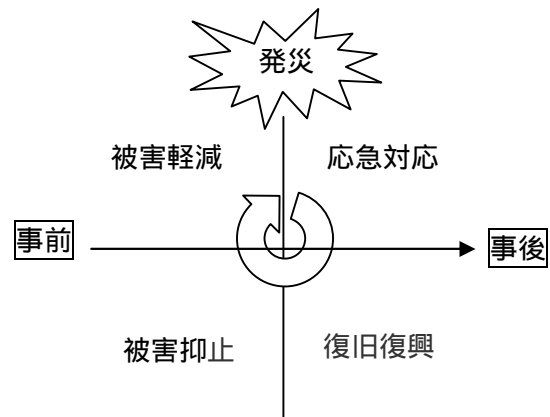 発災
被害軽減
応急対応
事前
事後
被害抑止
復旧復興